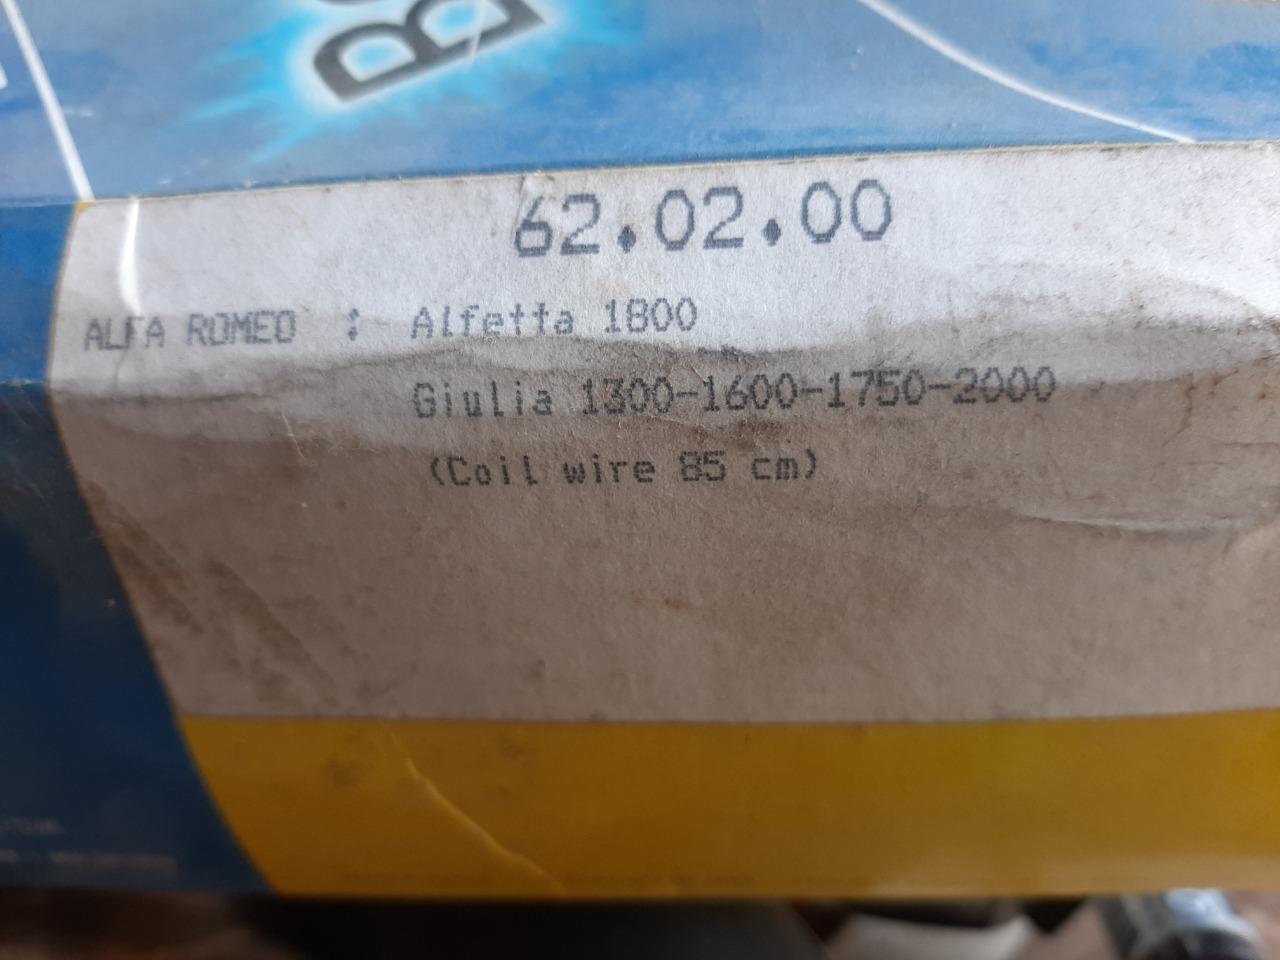 62.02.00
ALFA ROMEO : Alfetta 1800
Giulia 1300-1600-1750-2000
(Coil wire 85 cm)